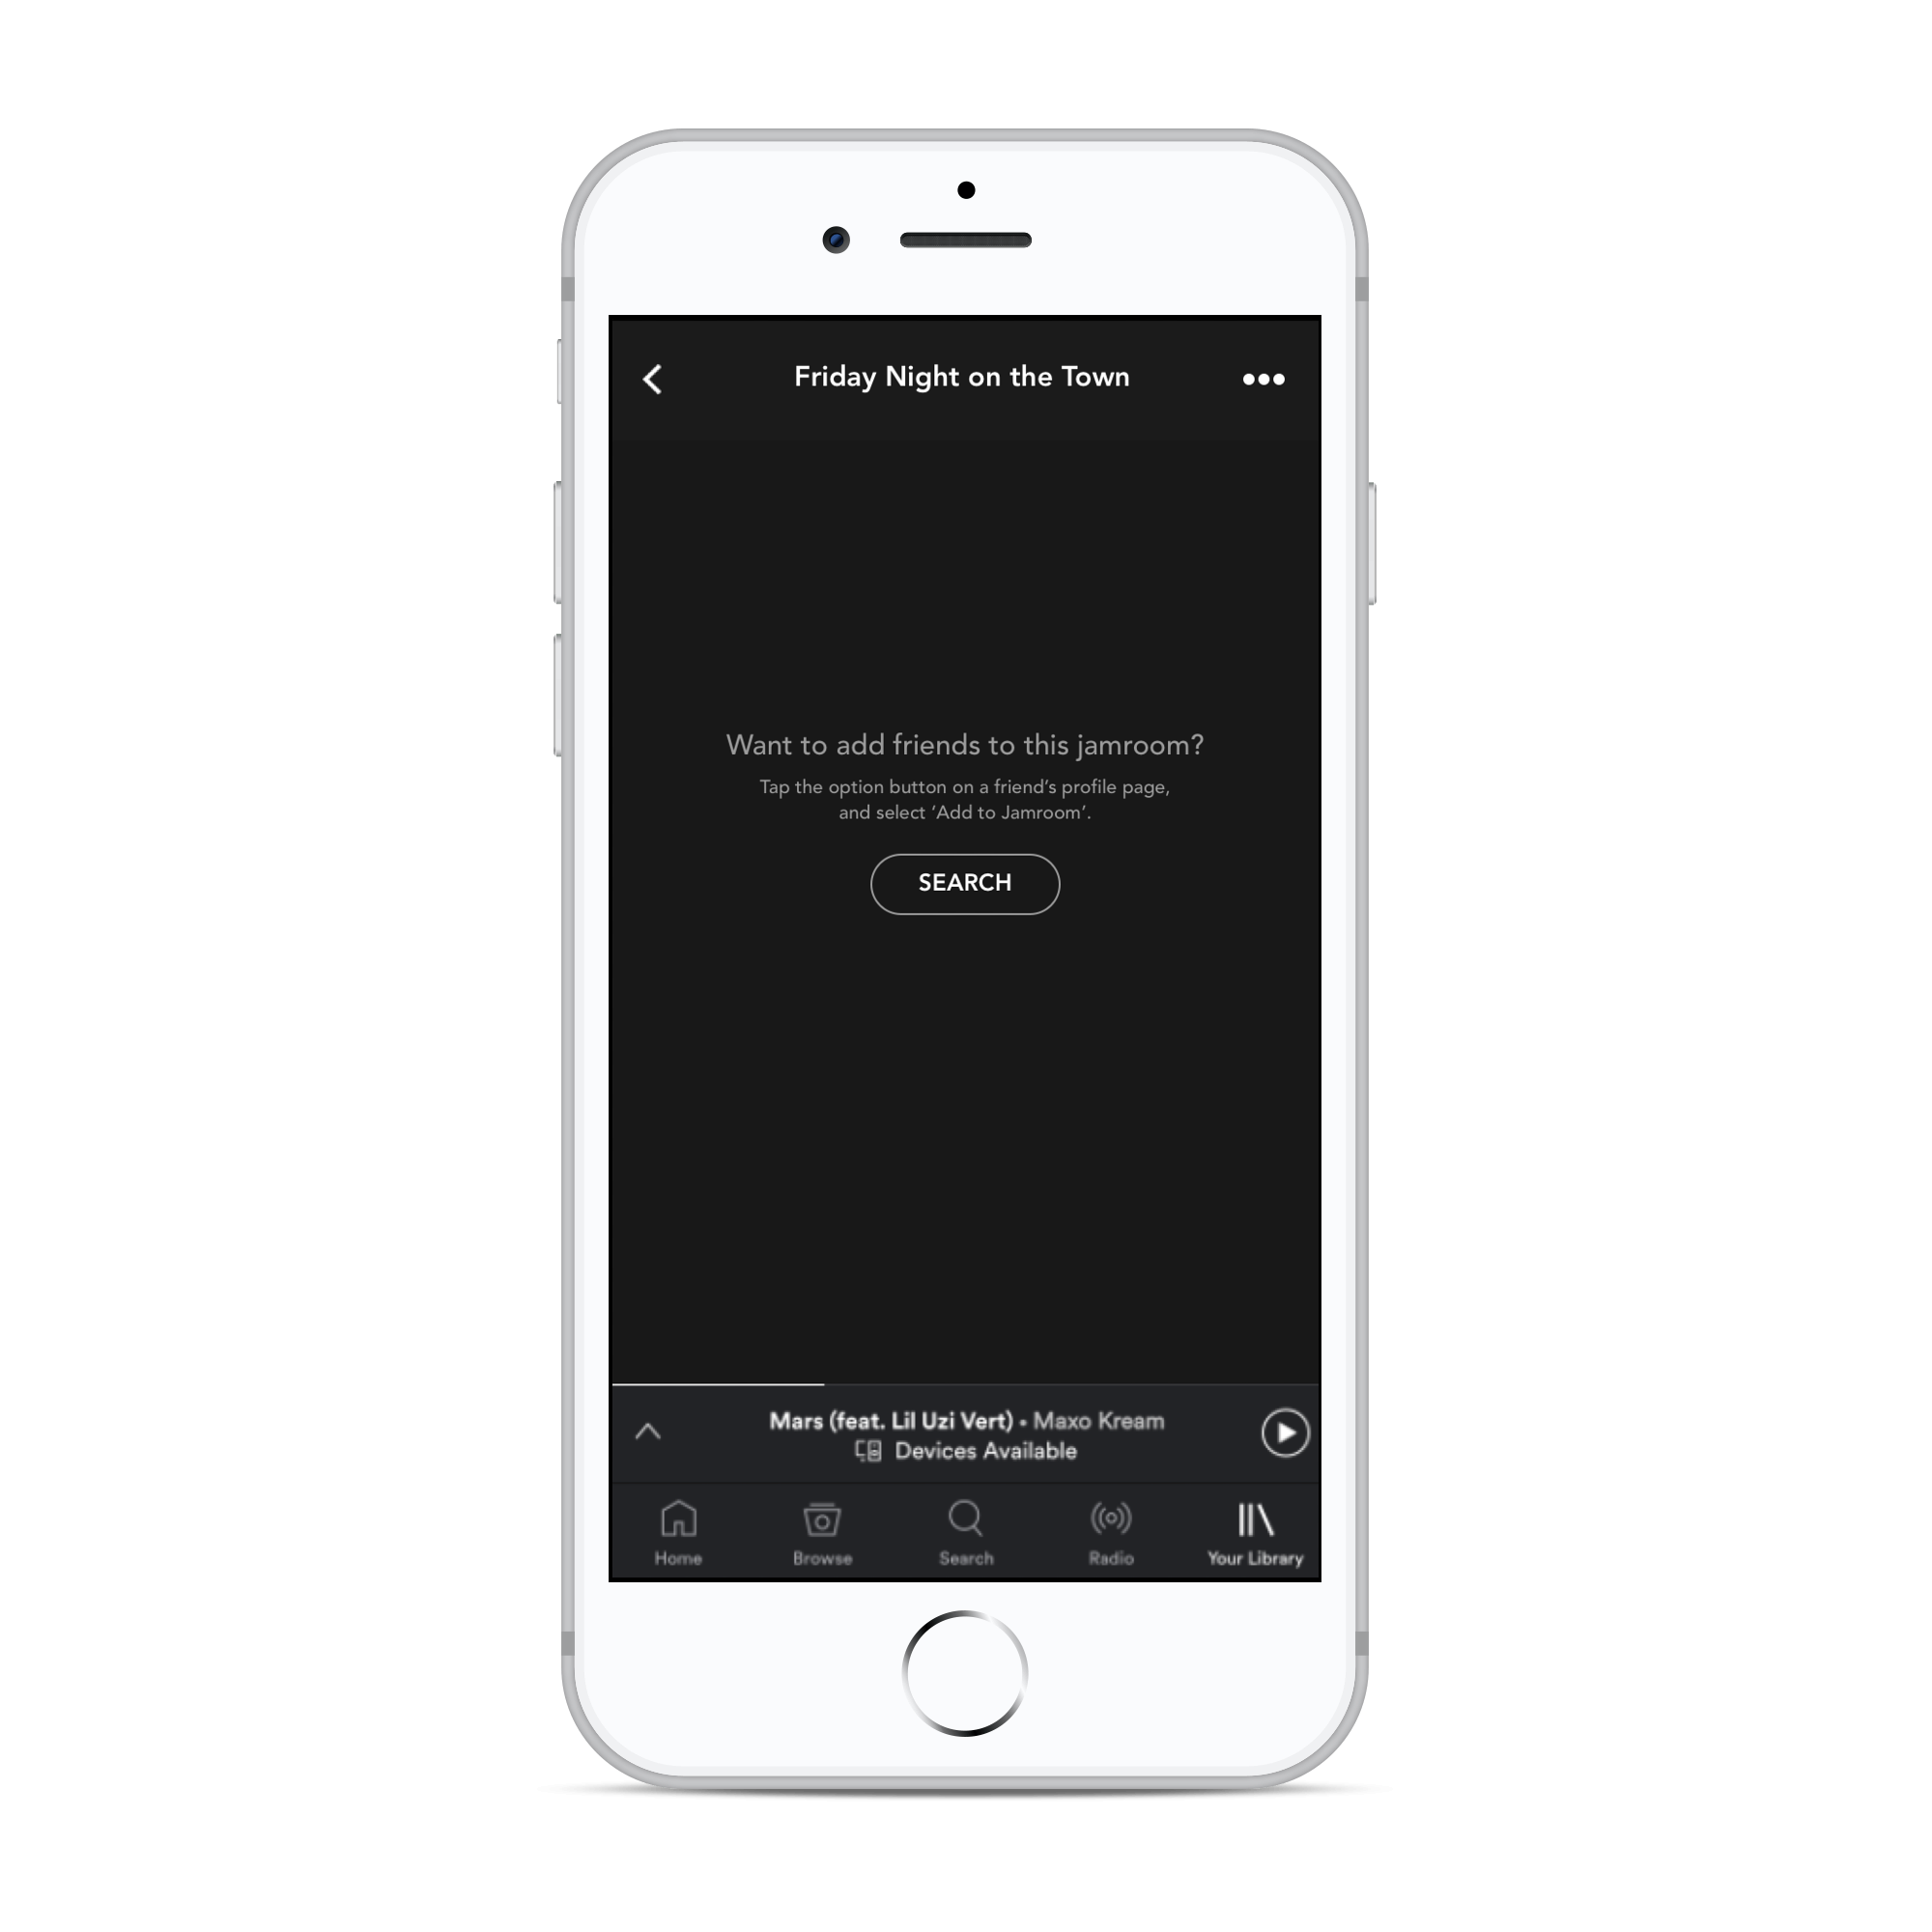 Friday Night on the Town
Want to add friends to this jamroom?
Tap the option button on a friend’s profile page,
and select ‘Add to Jamroom’.
SEARCH
Mars (feat. Lil Uzi Vert) • Maxo Kream
Devices Available
Home Browse Search Radio Your Library